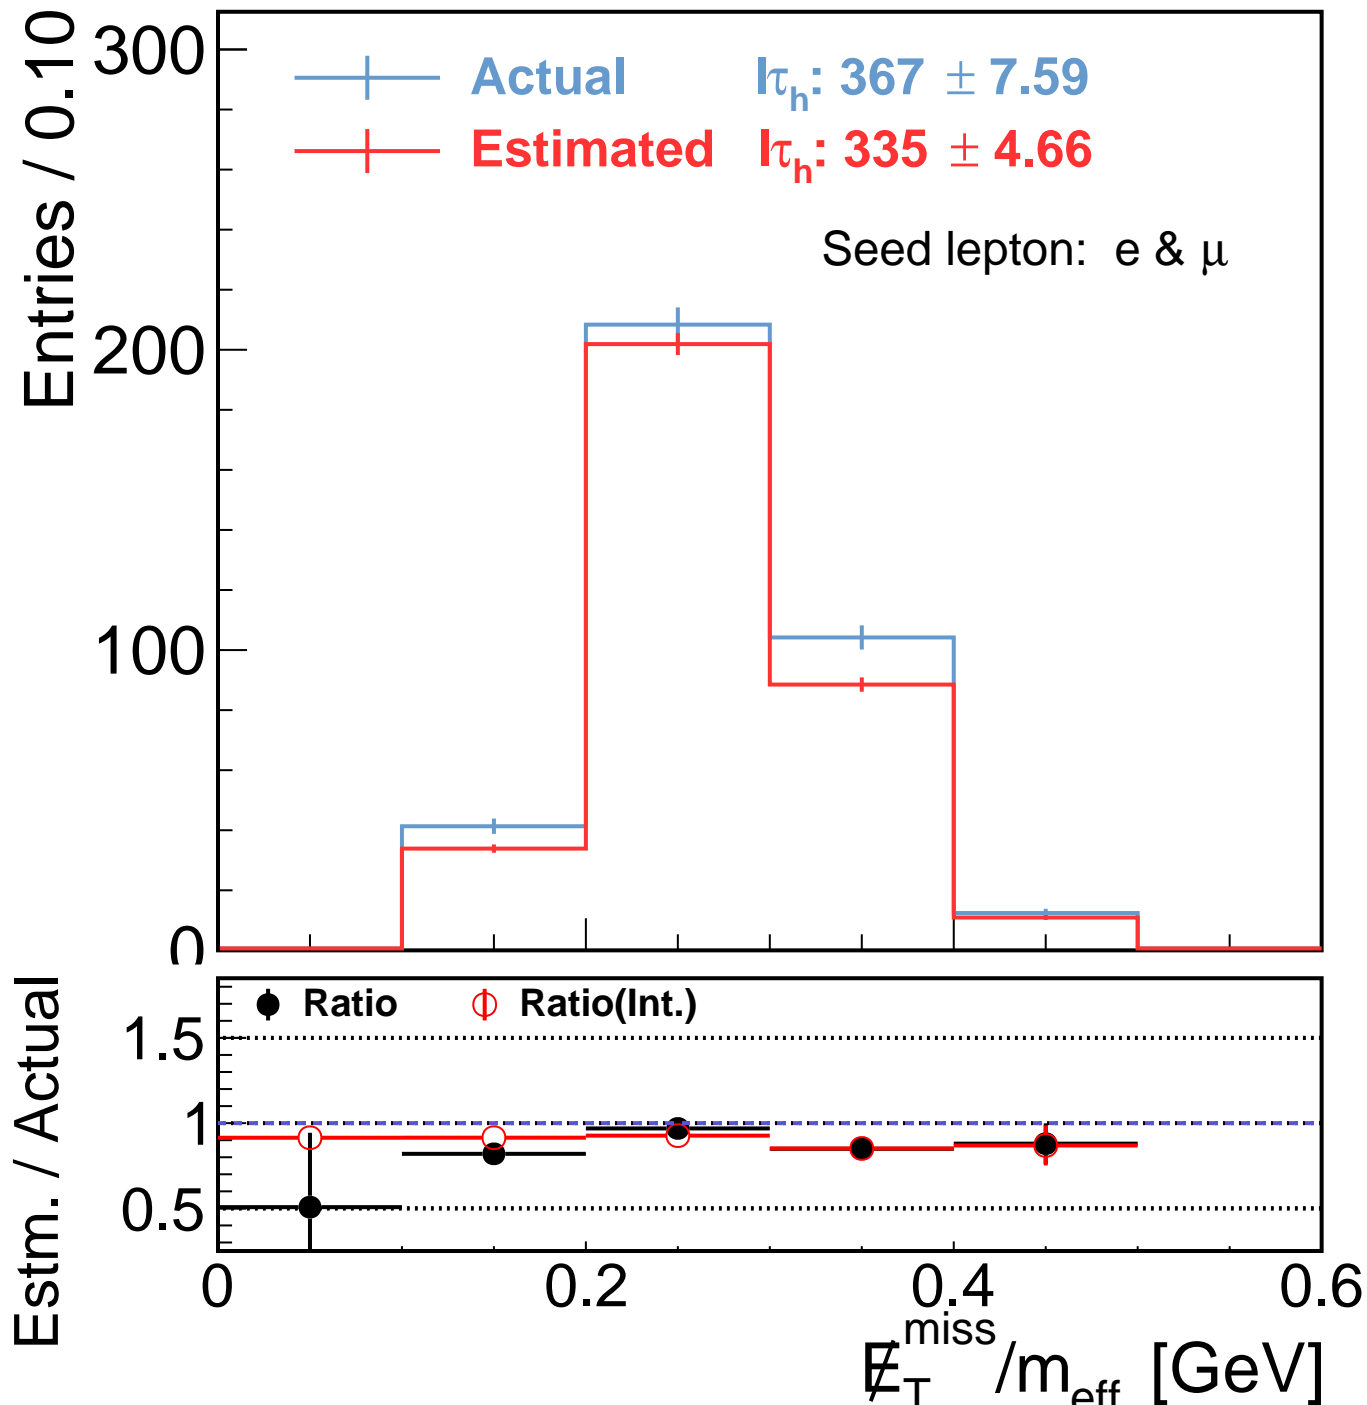 Entries / 0.10
300
200
100
0
Actual lτh: 367 ± 7.59
Estimated lτh: 335 ± 4.66
Seed lepton: e & μ
Estm. / Actual
1.5
1
0.5
Ratio Ratio(Int.)
0 0.2 0.4 0.6
E̸T^miss/meff [GeV]